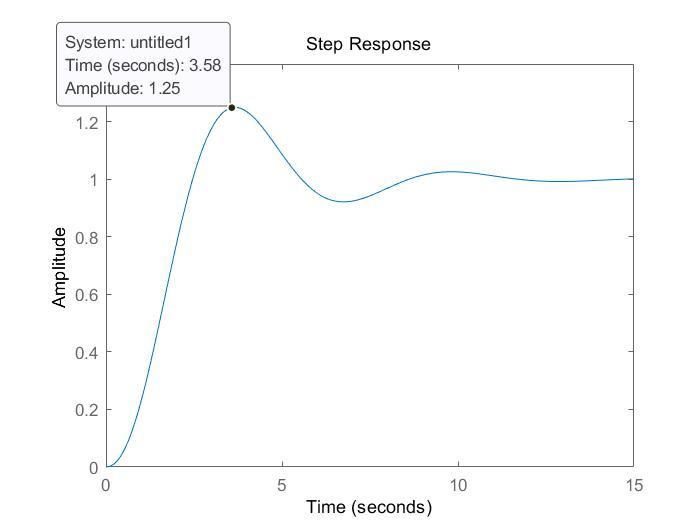 System: untitled1
Time (seconds): 3.58
Amplitude: 1.25
Step Response
1.2
1
0.8
0.6
0.4
0.2
0
Amplitude
0 5 10 15
Time (seconds)